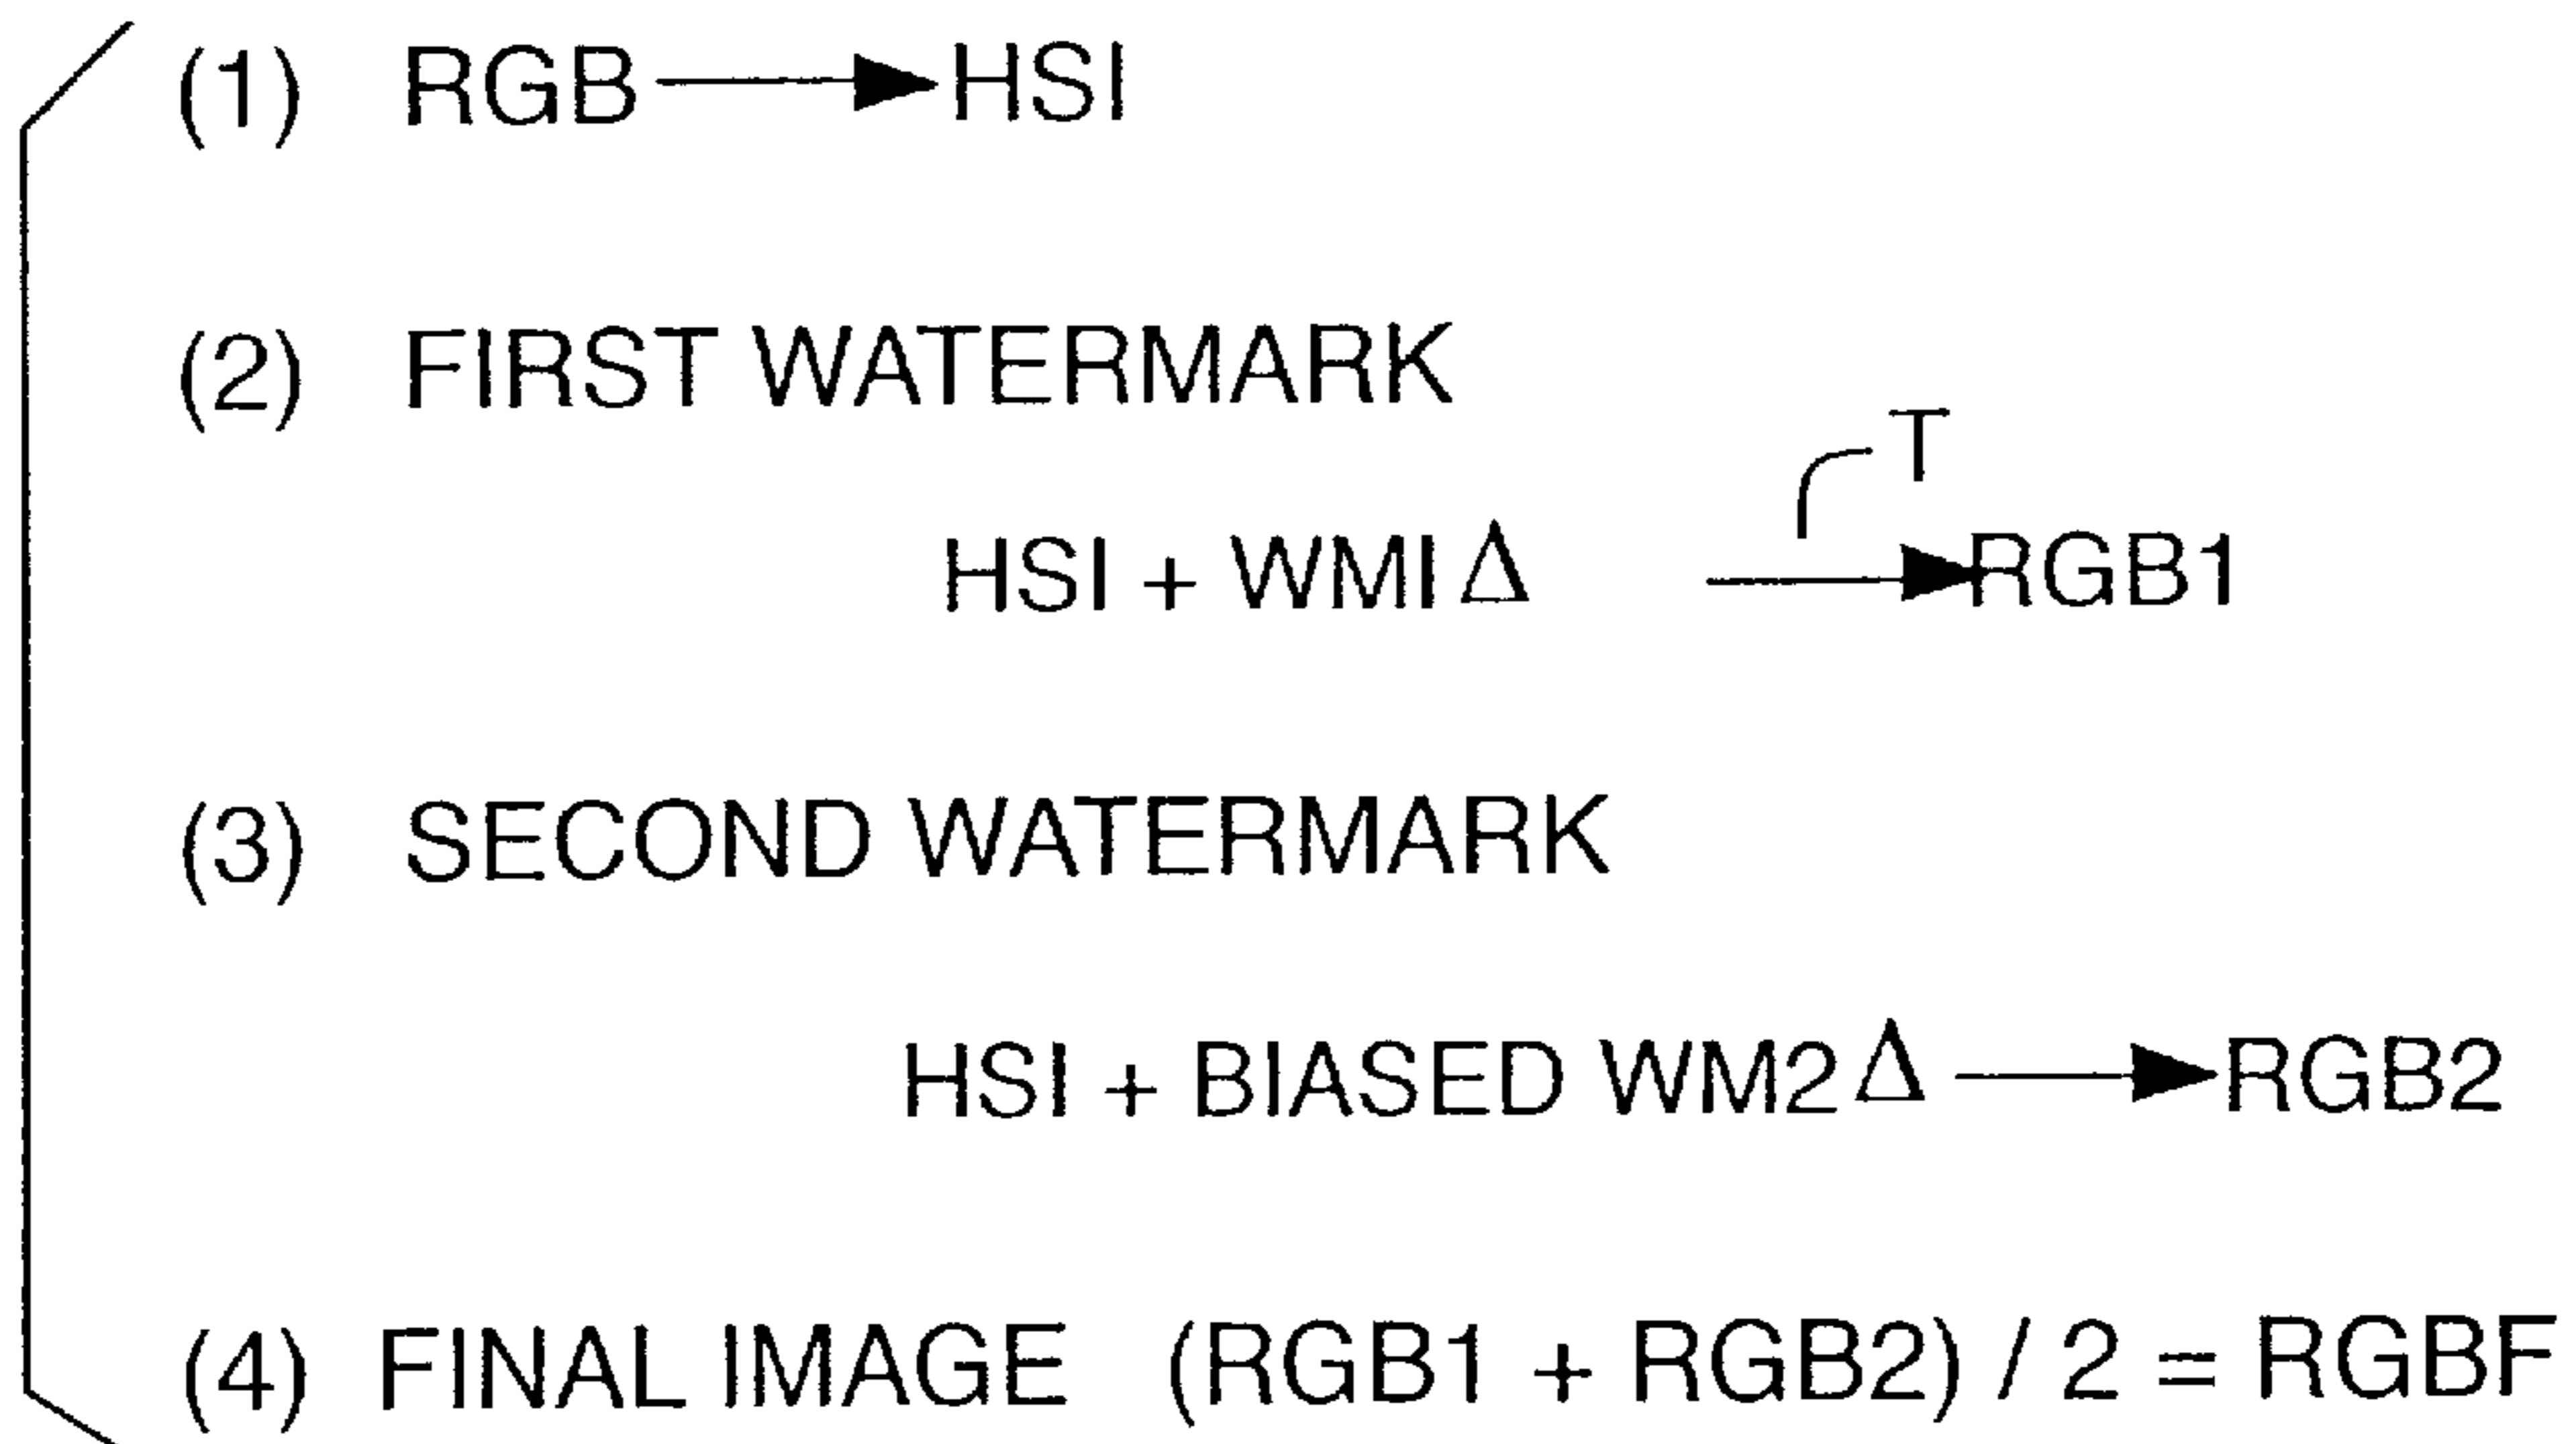 (1) RGB → HSI
(2) FIRST WATERMARK
T
HSI + WMI Δ → RGB1
(3) SECOND WATERMARK
HSI + BIASED WM2 Δ → RGB2
(4) FINAL IMAGE (RGB1 + RGB2) / 2 = RGBF